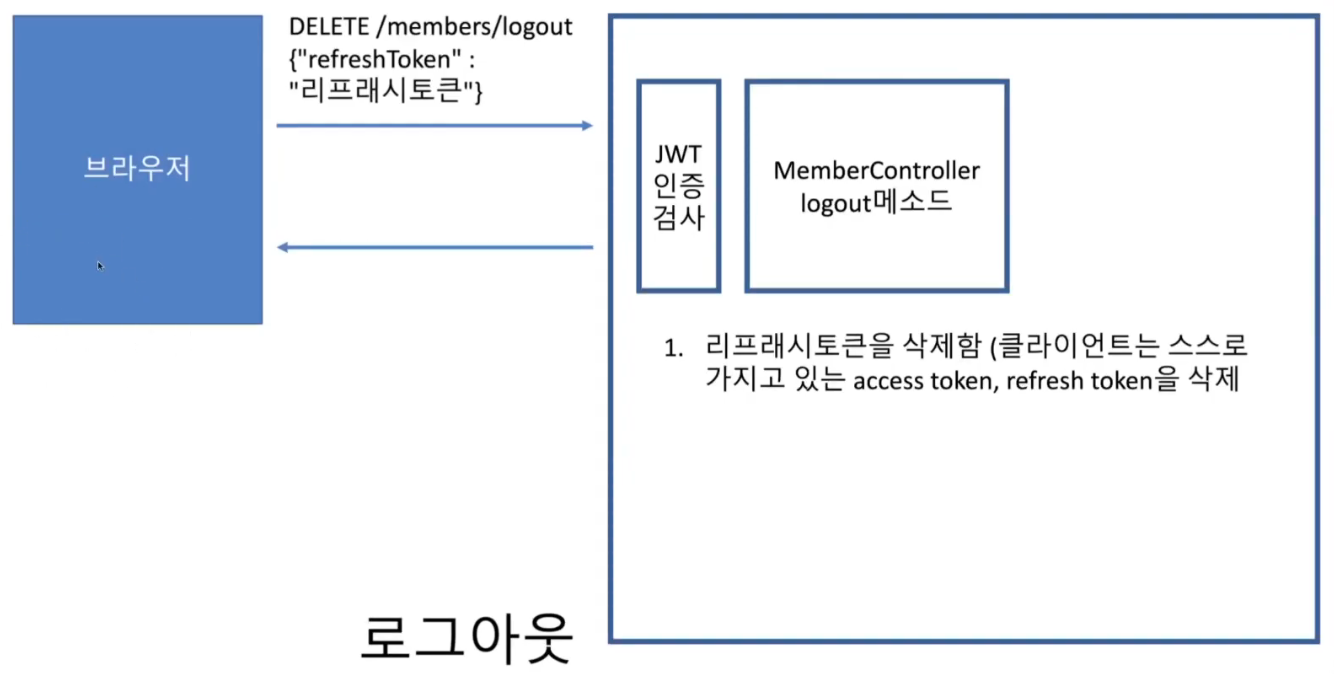 DELETE /members/logout
{"refreshToken" :
"리프래시토큰"}
브라우저
JWT
인증
검사
MemberController
logout메소드
1. 리프래시토큰을 삭제함 (클라이언트는 스스로
가지고 있는 access token, refresh token을 삭제
로그아웃